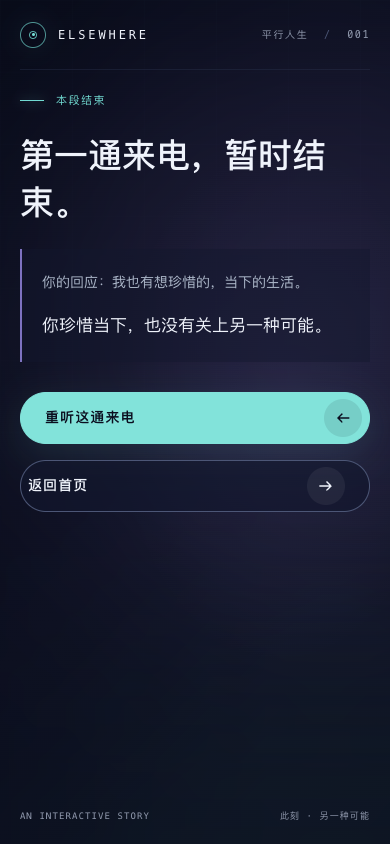 ELSEWHERE
平行人生 / 001
本段结束
第一通来电，暂时结
束。
你的回应：我也有想珍惜的，当下的生活。
你珍惜当下，也没有关上另一种可能。
重听这通来电
返回首页
AN INTERACTIVE STORY
此刻 · 另一种可能